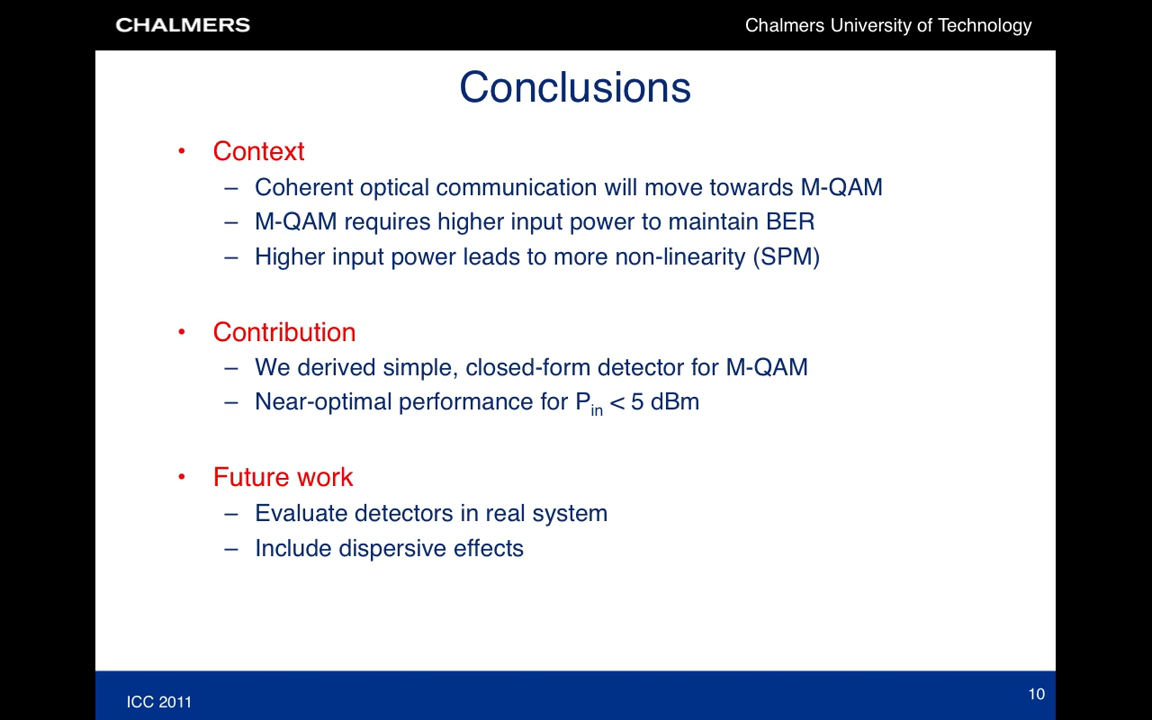 CHALMERS
Chalmers University of Technology
Conclusions
• Context
– Coherent optical communication will move towards M-QAM
– M-QAM requires higher input power to maintain BER
– Higher input power leads to more non-linearity (SPM)
• Contribution
– We derived simple, closed-form detector for M-QAM
– Near-optimal performance for Pin < 5 dBm
• Future work
– Evaluate detectors in real system
– Include dispersive effects
ICC 2011
10